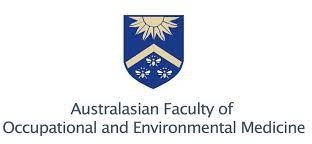 Australasian Faculty of
Occupational and Environmental Medicine